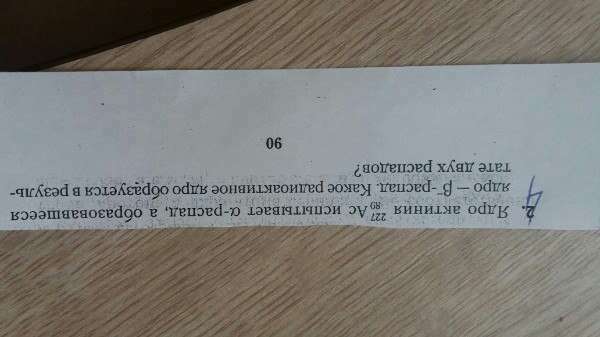 4
2. Ядро актиния ²²⁷₈₉Ac испытывает α-распад, а образовавшееся
ядро — β⁻-распад. Какое радиоактивное ядро образуется в резуль-
тате двух распадов?
90